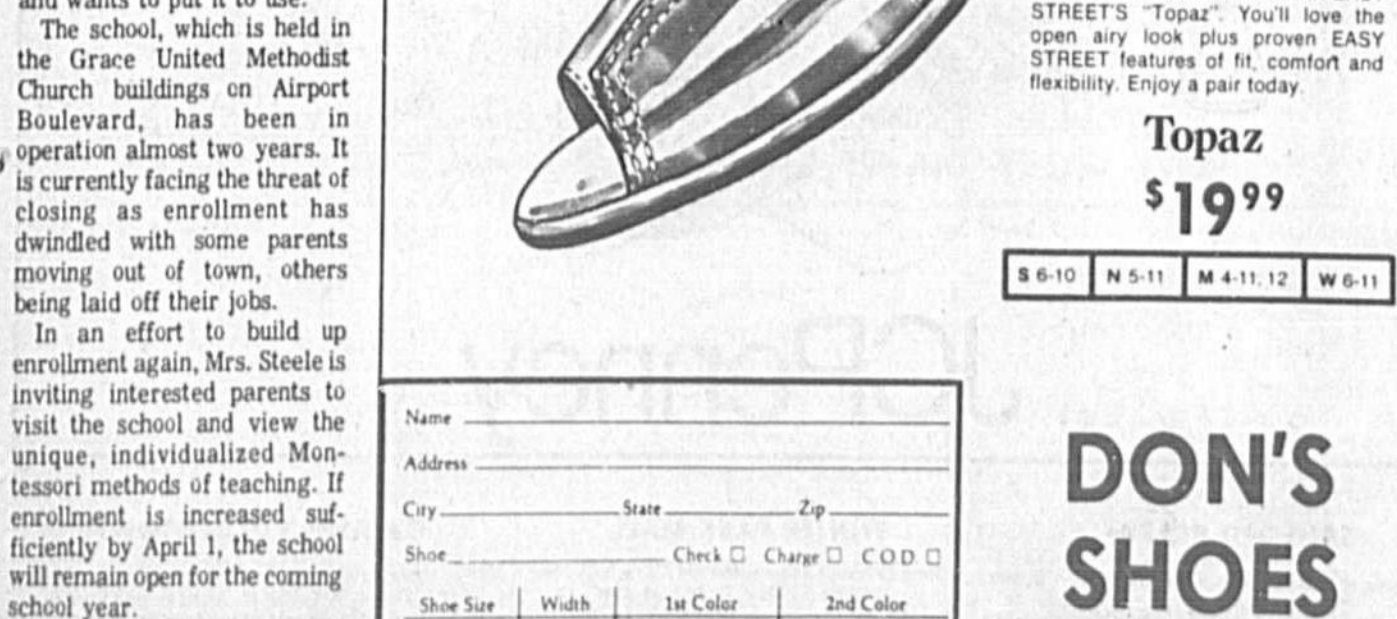 and wants to put it to use.
The school, which is held in
the Grace United Methodist
Church buildings on Airport
Boulevard, has been in
operation almost two years. It
is currently facing the threat of
closing as enrollment has
dwindled with some parents
moving out of town, others
being laid off their jobs.
In an effort to build up
enrollment again, Mrs. Steele is
inviting interested parents to
visit the school and view the
unique, individualized Mon-
tessori methods of teaching. If
enrollment is increased suf-
ficiently by April 1, the school
will remain open for the coming
school year.
STREET'S "Topaz". You'll love the
open airy look plus proven EASY
STREET features of fit, comfort and
flexibility. Enjoy a pair today.
Topaz
$19 99
S 6-10 N 5-11 M 4-11, 12 W 6-11
Name
Address
City State Zip
Shoe Check Charge C O D
Shoe Size Width 1st Color 2nd Color
DON'S
SHOES